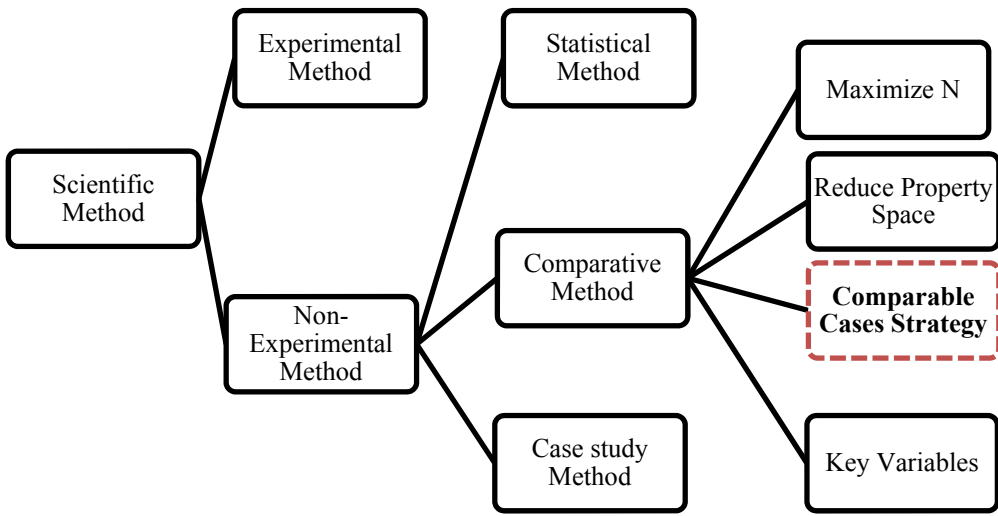 Experimental
Method
Statistical
Method
Maximize N
Scientific
Method
Reduce Property
Space
Comparative
Method
Comparable
Cases Strategy
Non-
Experimental
Method
Case study
Method
Key Variables